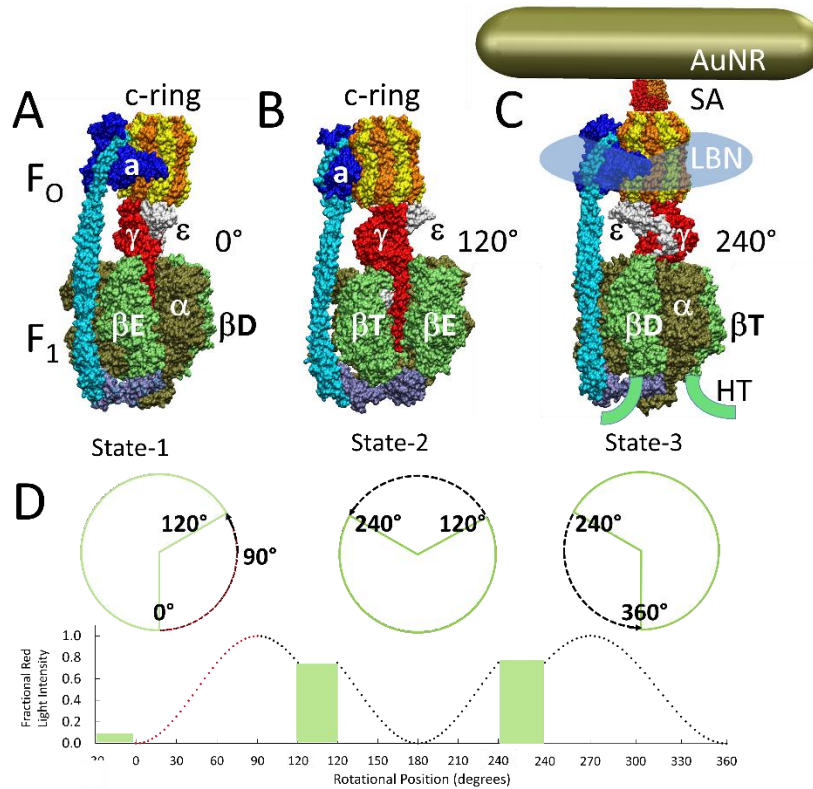 AuNR
SA
c-ring
c-ring
A
B
C
LBN
a
a
F_O
γ
ε
0°
γ
ε
120°
ε
γ
240°
F_1
βE
α
βD
βT
βE
βD
α
βT
HT
State-1
State-2
State-3
D
120°
90°
0°
240°
120°
240°
360°
Fractional Red
Light Intensity
1.0
0.8
0.6
0.4
0.2
0.0
0
30
60
90
120
120
150
180
210
240
240
270
300
330
360
Rotational Position (degrees)